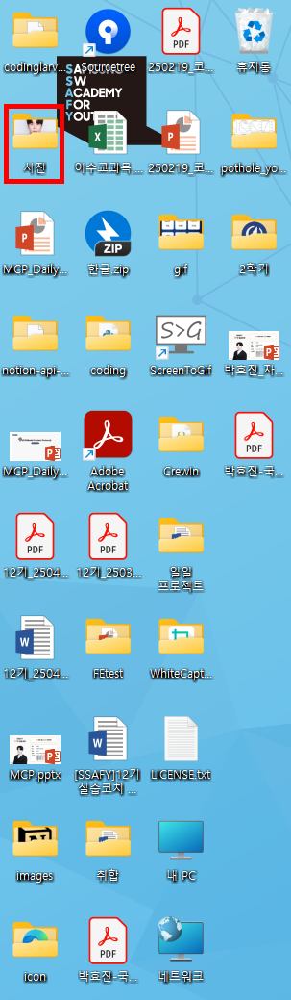 codinglarv...
Sourcetree
250219_코...
휴지통
SW
ACADEMY
FOR
YOUTH
사진
이수교과목....
250219_코...
pothole_yo...
MCP_Daily...
한글.zip
ZIP
gif
2학기
notion-api-...
coding
S>G
ScreenToGif
박효진_자...
MCP_Daily...
Adobe
Acrobat
Crewin
PDF
박효진-국...
PDF
12기_2504...
PDF
12기_2503...
일일
프로젝트
12기_2504...
FEtest
WhiteCapt...
MCP.pptx
[SSAFY]12기
실습코치 ...
LICENSE.txt
images
취합
내 PC
icon
PDF
박효진-국...
네트워크